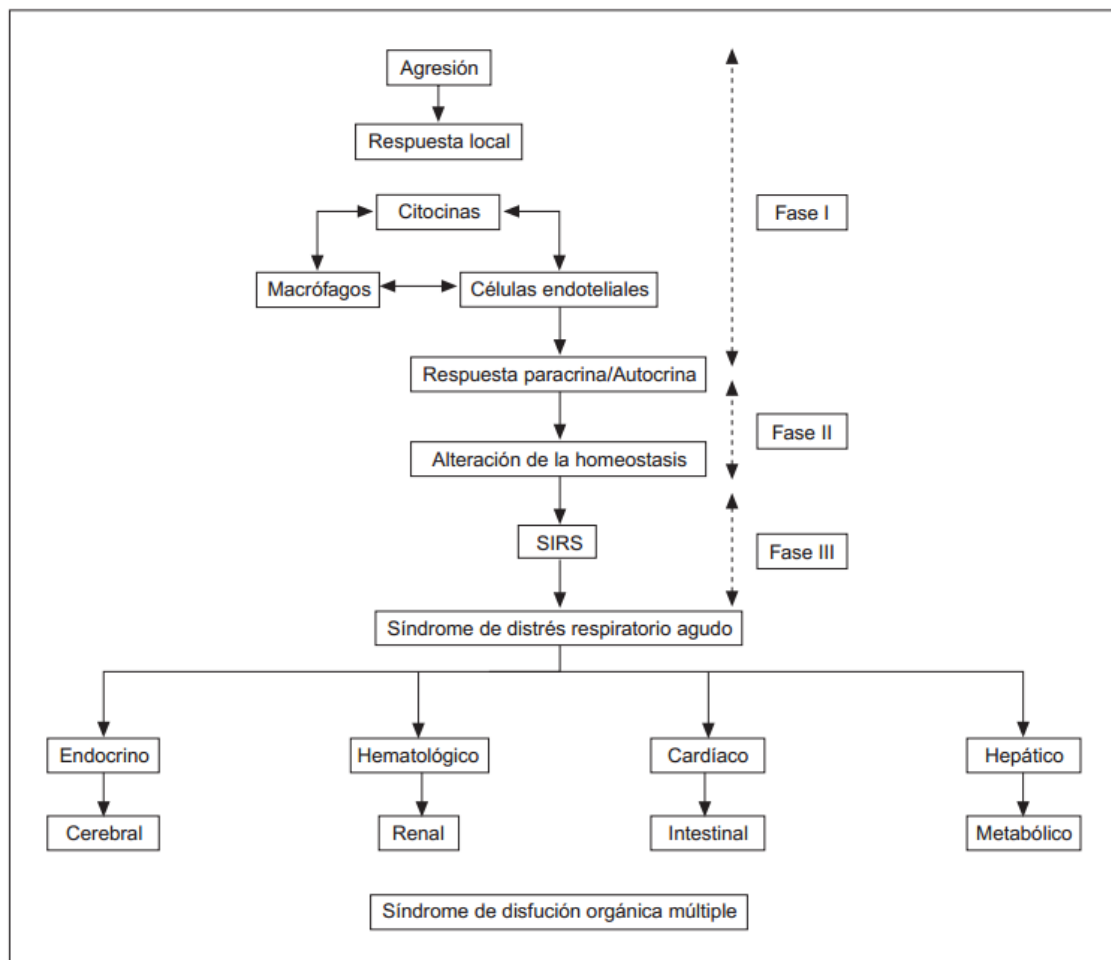 Agresión
Respuesta local
Citocinas
Fase I
Macrófagos
Células endoteliales
Respuesta paracrina/Autocrina
Fase II
Alteración de la homeostasis
SIRS
Fase III
Síndrome de distrés respiratorio agudo
Endocrino
Hematológico
Cardíaco
Hepático
Cerebral
Renal
Intestinal
Metabólico
Síndrome de disfución orgánica múltiple